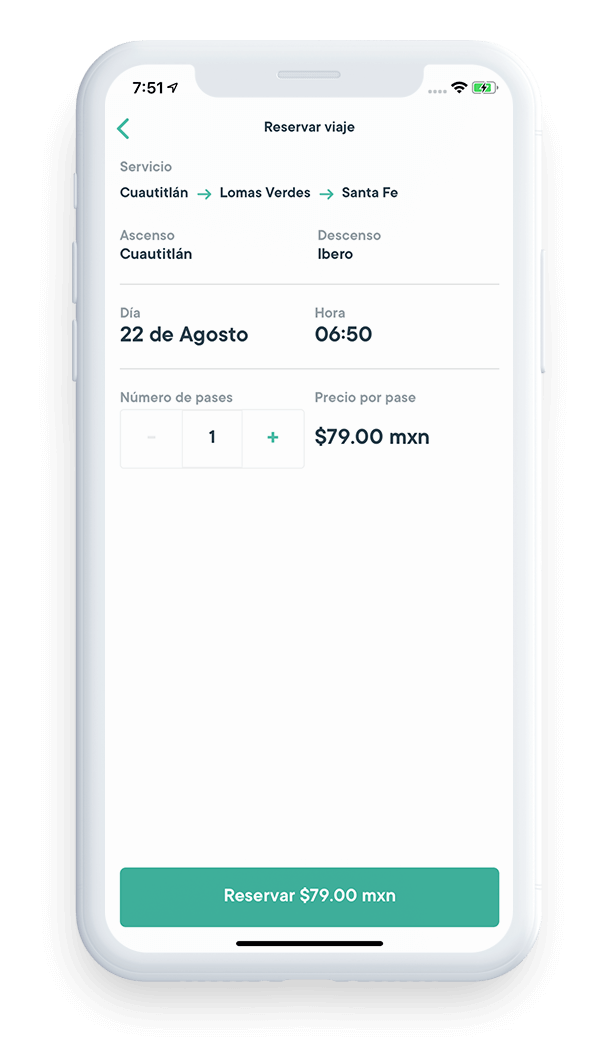 7:51
Reservar viaje
Servicio
Cuautitlán → Lomas Verdes → Santa Fe
Ascenso Descenso
Cuautitlán Ibero
Día Hora
22 de Agosto 06:50
Número de pases Precio por pase
− 1 + $79.00 mxn
Reservar $79.00 mxn